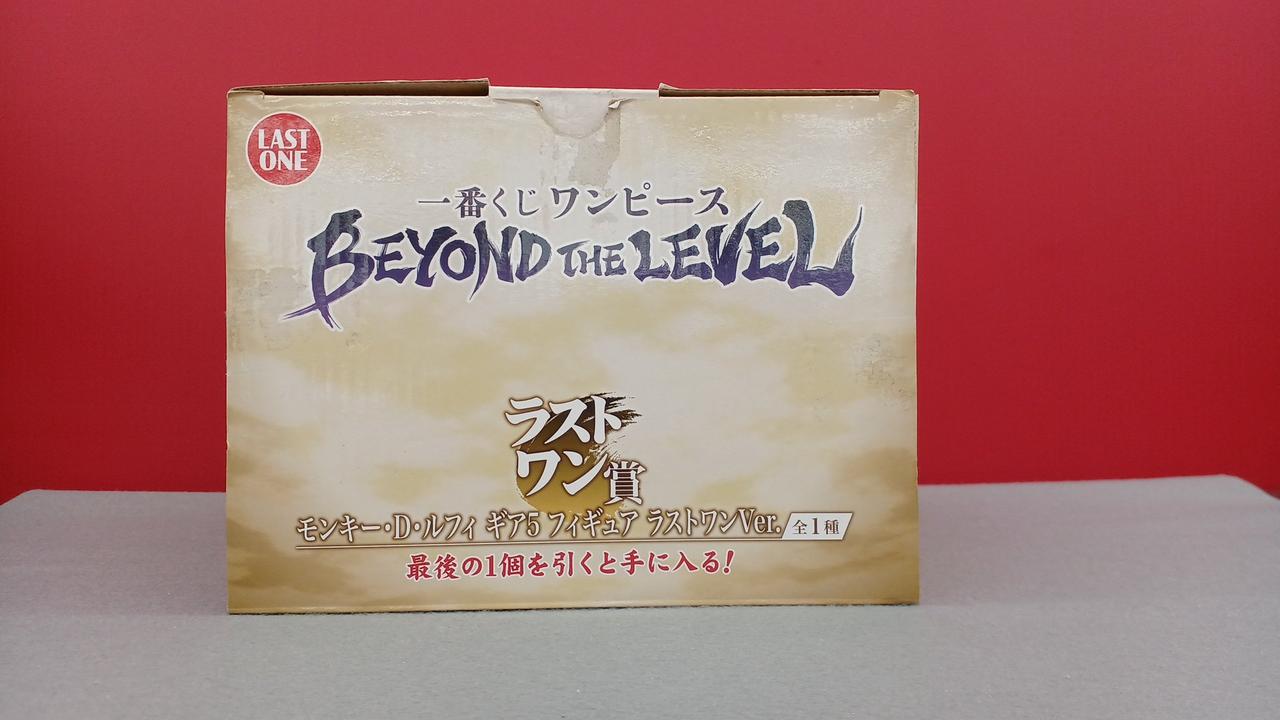 LAST
ONE
一番くじ ワンピース
BEYOND THE LEVEL
ラスト
ワン賞
モンキー・D・ルフィ ギア5 フィギュア ラストワンVer. 全1種
最後の1個を引くと手に入る!